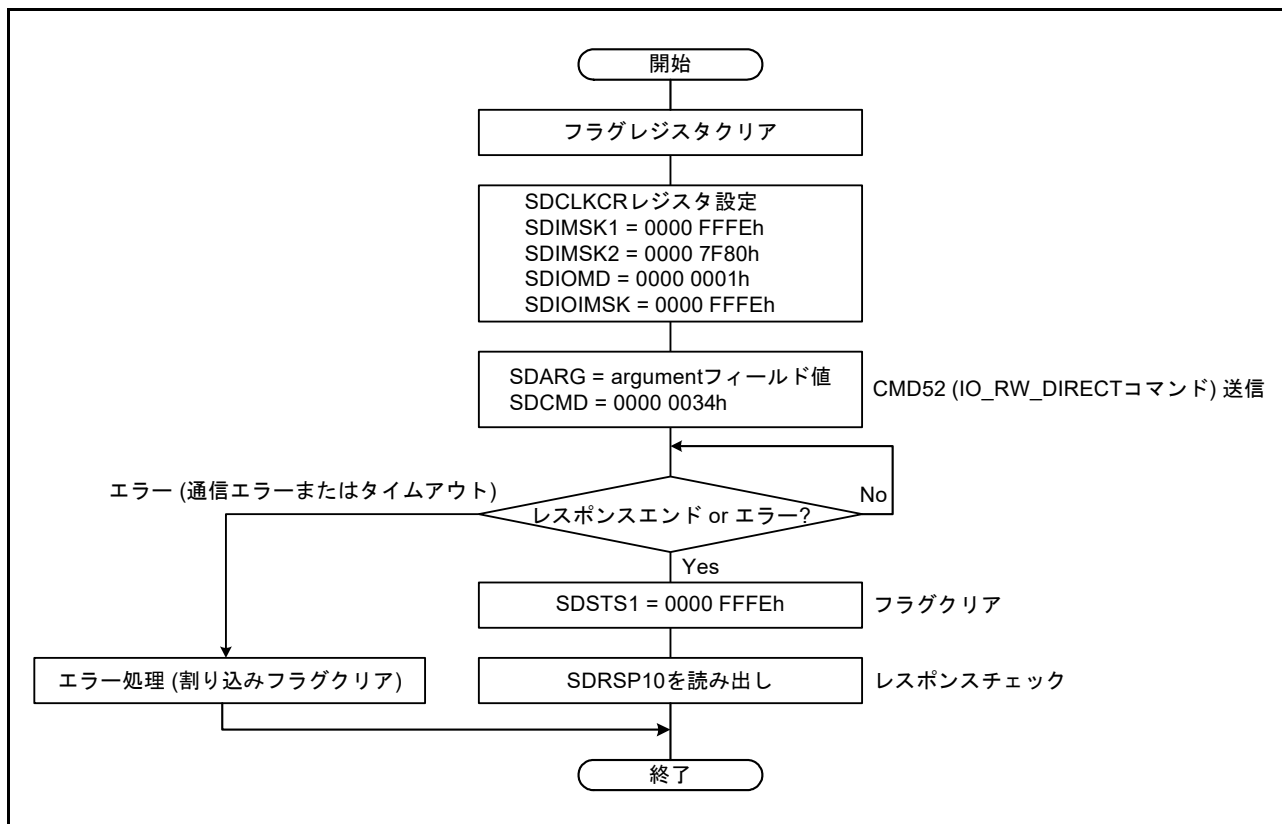 開始
フラグレジスタクリア
SDCLKCRレジスタ設定
SDIMSK1 = 0000 FFFEh
SDIMSK2 = 0000 7F80h
SDIOMD = 0000 0001h
SDIOIMSK = 0000 FFFEh
SDARG = argumentフィールド値
SDCMD = 0000 0034h
CMD52 (IO_RW_DIRECTコマンド) 送信
エラー (通信エラーまたはタイムアウト)
No
レスポンスエンド or エラー?
Yes
SDSTS1 = 0000 FFFEh
フラグクリア
エラー処理 (割り込みフラグクリア)
SDRSP10を読み出し
レスポンスチェック
終了